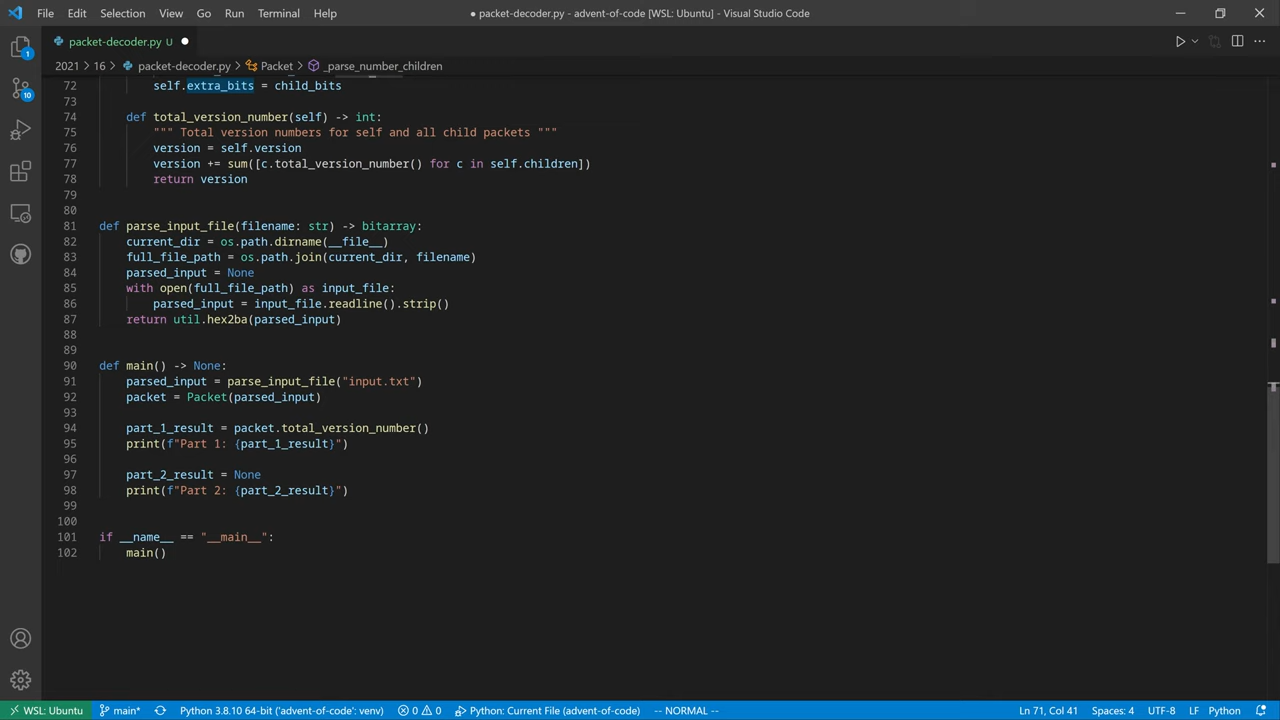 File Edit Selection View Go Run Terminal Help
● packet-decoder.py - advent-of-code [WSL: Ubuntu] - Visual Studio Code
packet-decoder.py U ●
2021 > 16 > packet-decoder.py > Packet > _parse_number_children
1
10
72 self.extra_bits = child_bits
73
74 def total_version_number(self) -> int:
75 """ Total version numbers for self and all child packets """
76 version = self.version
77 version += sum([c.total_version_number() for c in self.children])
78 return version
79
80
81 def parse_input_file(filename: str) -> bitarray:
82 current_dir = os.path.dirname(__file__)
83 full_file_path = os.path.join(current_dir, filename)
84 parsed_input = None
85 with open(full_file_path) as input_file:
86 parsed_input = input_file.readline().strip()
87 return util.hex2ba(parsed_input)
88
89
90 def main() -> None:
91 parsed_input = parse_input_file("input.txt")
92 packet = Packet(parsed_input)
93
94 part_1_result = packet.total_version_number()
95 print(f"Part 1: {part_1_result}")
96
97 part_2_result = None
98 print(f"Part 2: {part_2_result}")
99
100
101 if __name__ == "__main__":
102 main()
WSL: Ubuntu main* Python 3.8.10 64-bit ('advent-of-code': venv) 0 0 Python: Current File (advent-of-code) -- NORMAL -- Ln 71, Col 41 Spaces: 4 UTF-8 LF Python